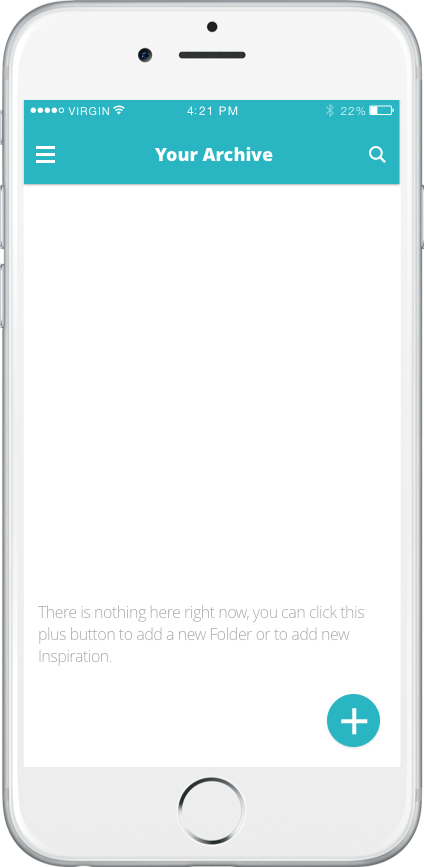 VIRGIN 4:21 PM 22%
Your Archive
There is nothing here right now, you can click this
plus button to add a new Folder or to add new
Inspiration.